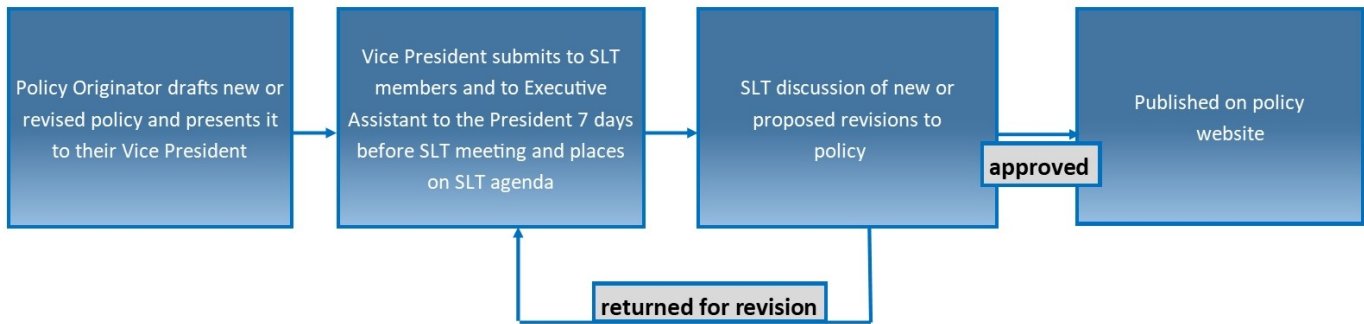 Policy Originator drafts new or
revised policy and presents it
to their Vice President
Vice President submits to SLT
members and to Executive
Assistant to the President 7 days
before SLT meeting and places
on SLT agenda
SLT discussion of new or
proposed revisions to
policy
approved
Published on policy
website
returned for revision